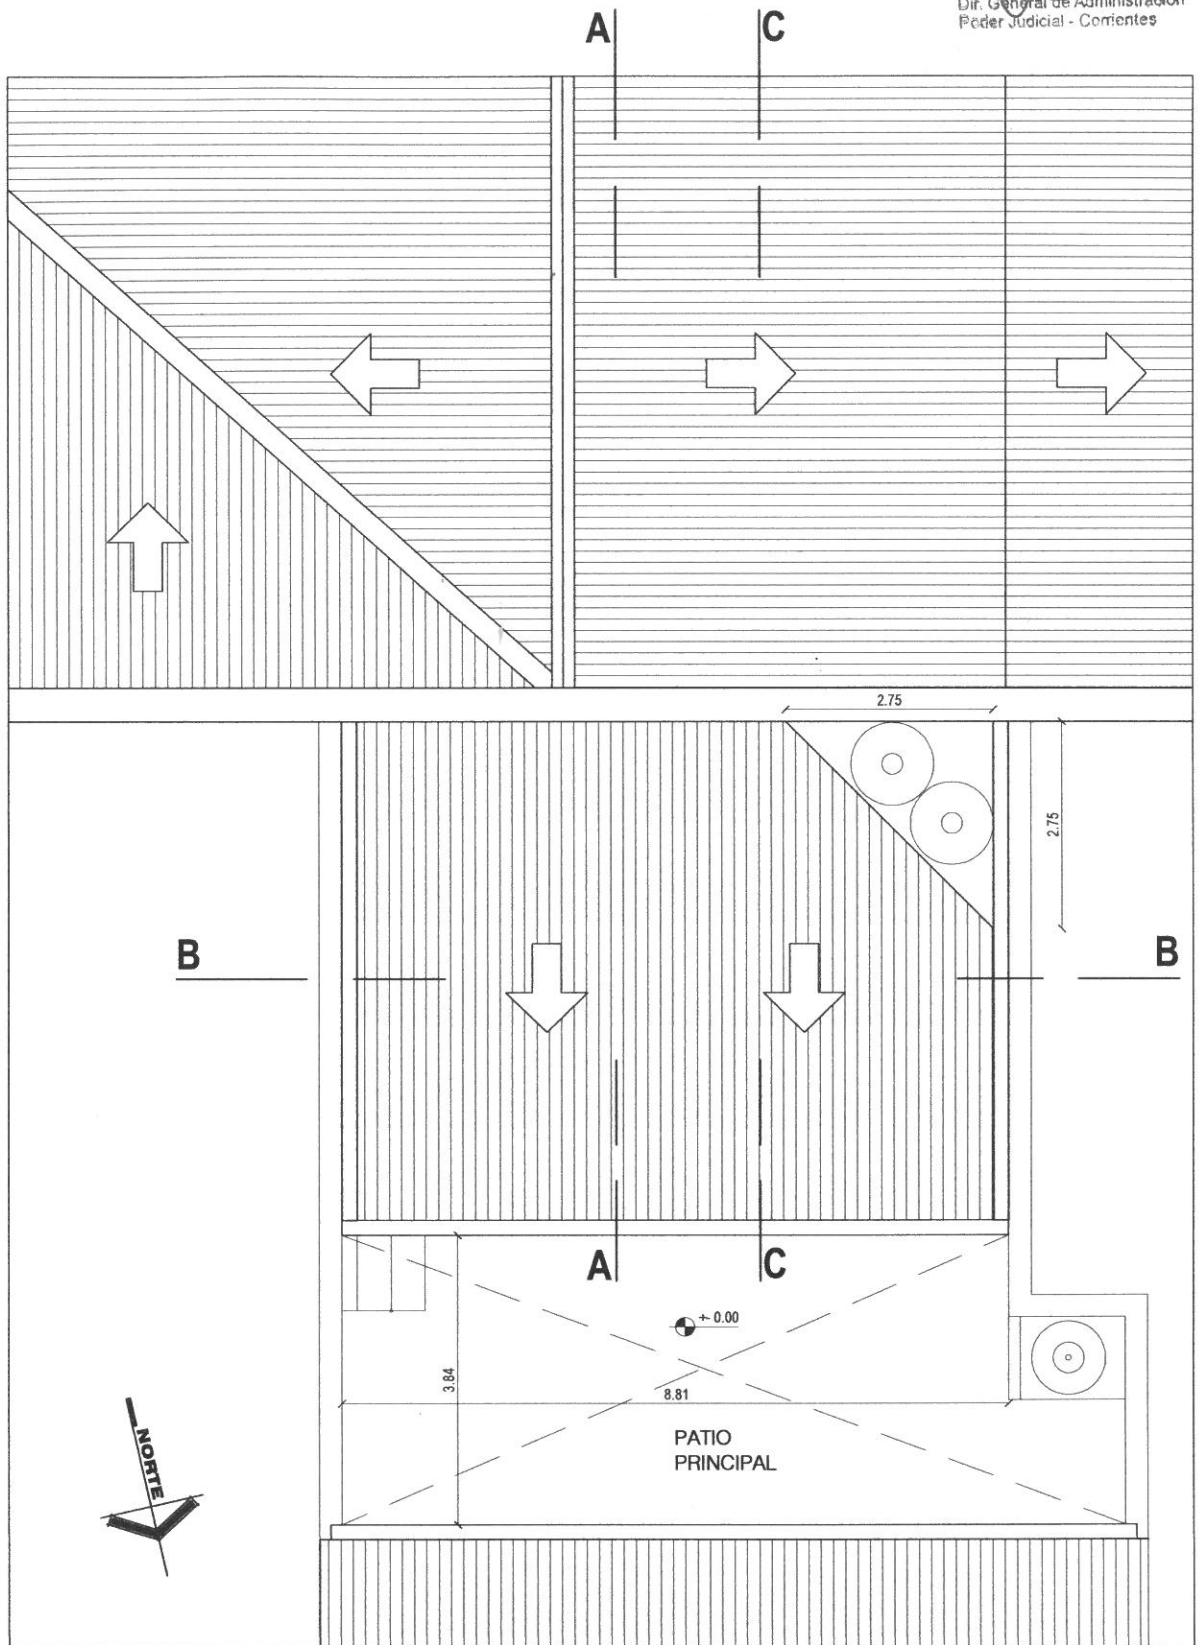 Dir. General de Administración
Poder Judicial - Corrientes
A
C
2.75
2.75
B
B
A
C
+- 0.00
3.84
8.81
PATIO
PRINCIPAL
NORTE